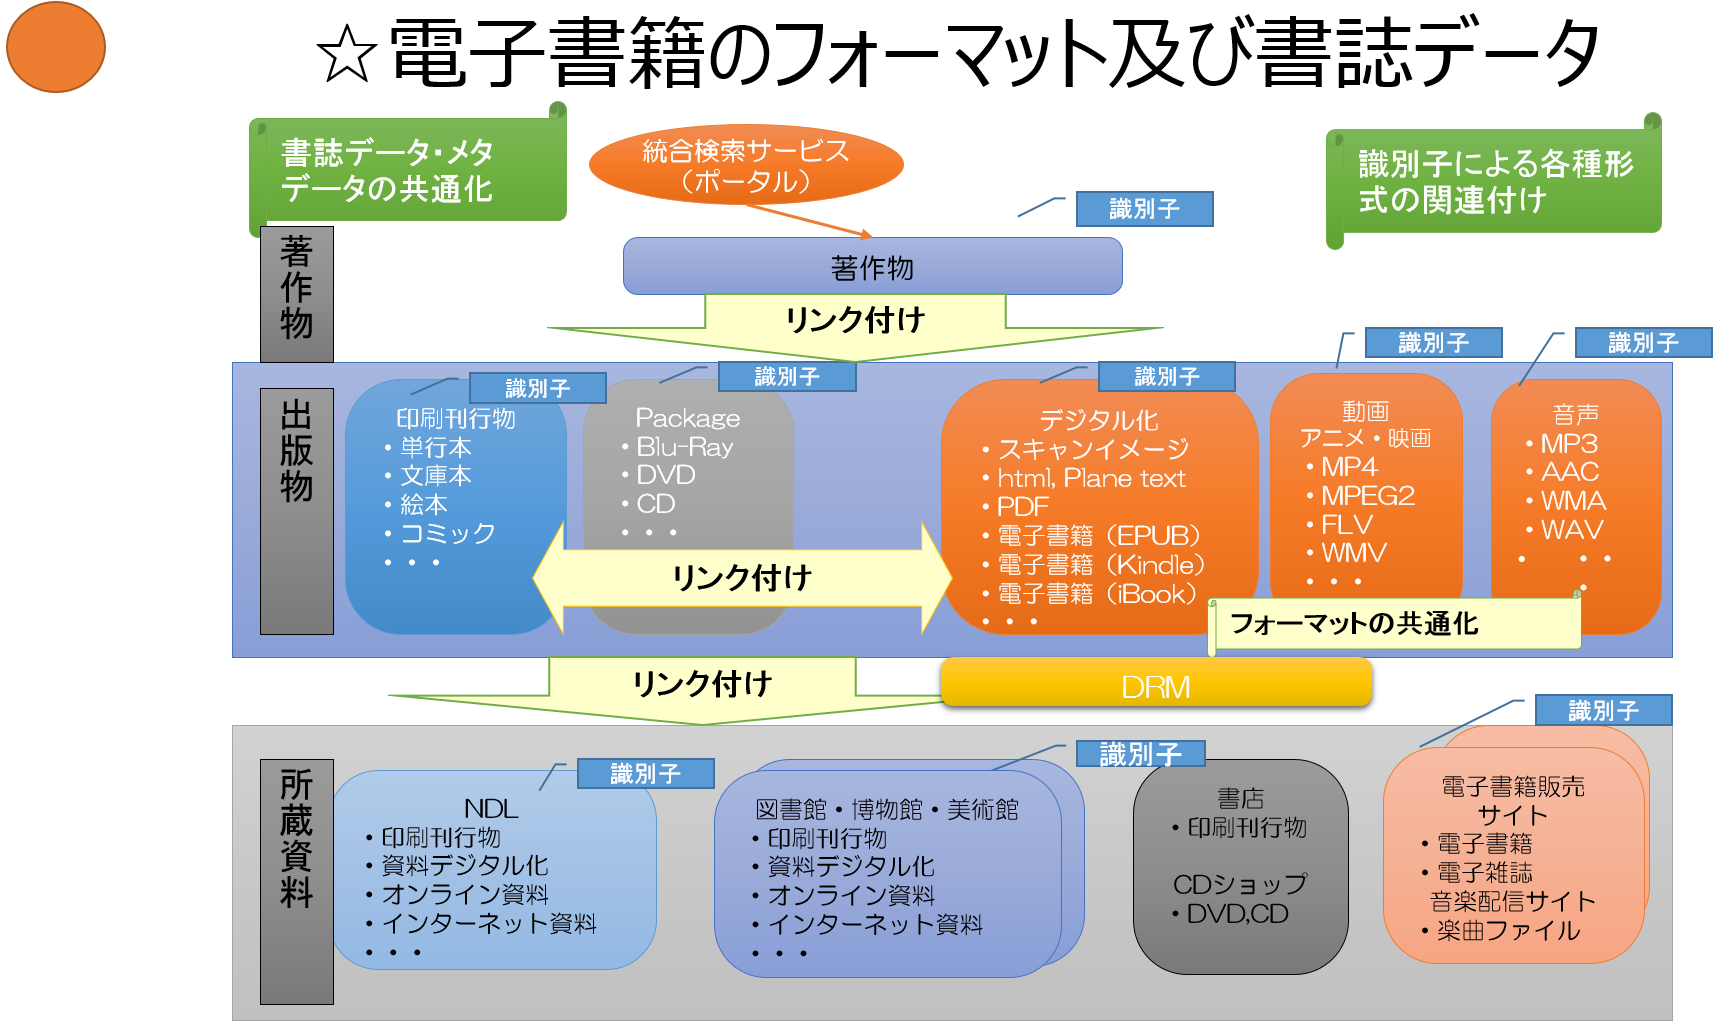 ☆電子書籍のフォーマット及び書誌データ
書誌データ・メタ
データの共通化
統合検索サービス
（ポータル）
識別子による各種形
式の関連付け
識別子
著作物
著作物
リンク付け
識別子
識別子
識別子
識別子
識別子
出版物
印刷刊行物
・単行本
・文庫本
・絵本
・コミック
・・・
Package
・Blu-Ray
・DVD
・CD
・・・
デジタル化
・スキャンイメージ
・html, Plane text
・PDF
・電子書籍（EPUB）
・電子書籍（Kindle）
・電子書籍（iBook）
・・・
動画
アニメ・映画
・MP4
・MPEG2
・FLV
・WMV
・・・
音声
・MP3
・AAC
・WMA
・WAV
・ ・・
・
リンク付け
フォーマットの共通化
リンク付け
DRM
識別子
識別子
識別子
所蔵資料
NDL
・印刷刊行物
・資料デジタル化
・オンライン資料
・インターネット資料
・・・
図書館・博物館・美術館
・印刷刊行物
・資料デジタル化
・オンライン資料
・インターネット資料
・・・
書店
・印刷刊行物
CDショップ
・DVD,CD
電子書籍販売
サイト
・電子書籍
・電子雑誌
音楽配信サイト
・楽曲ファイル